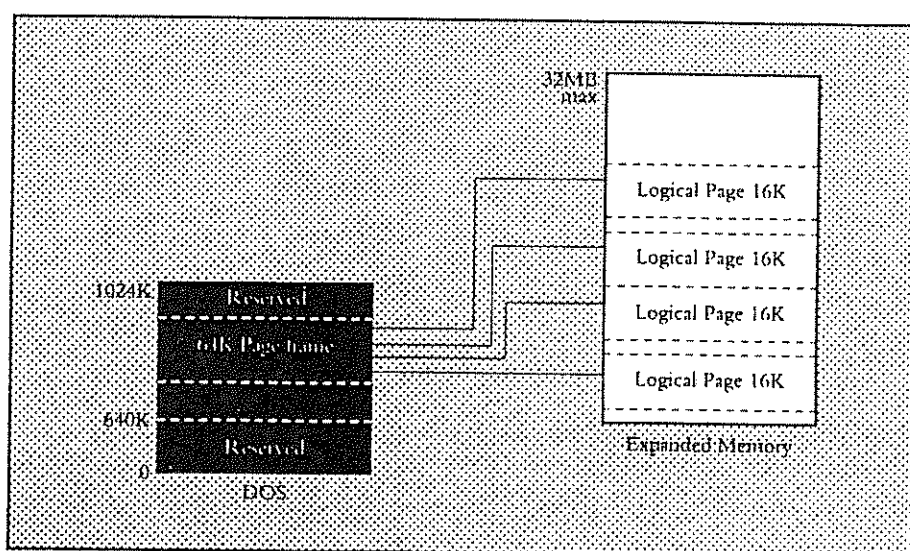 32MB
max
Logical Page 16K
Logical Page 16K
Logical Page 16K
Logical Page 16K
Expanded Memory
1024K
Reserved
64K Page frame
640K
Reserved
0
DOS